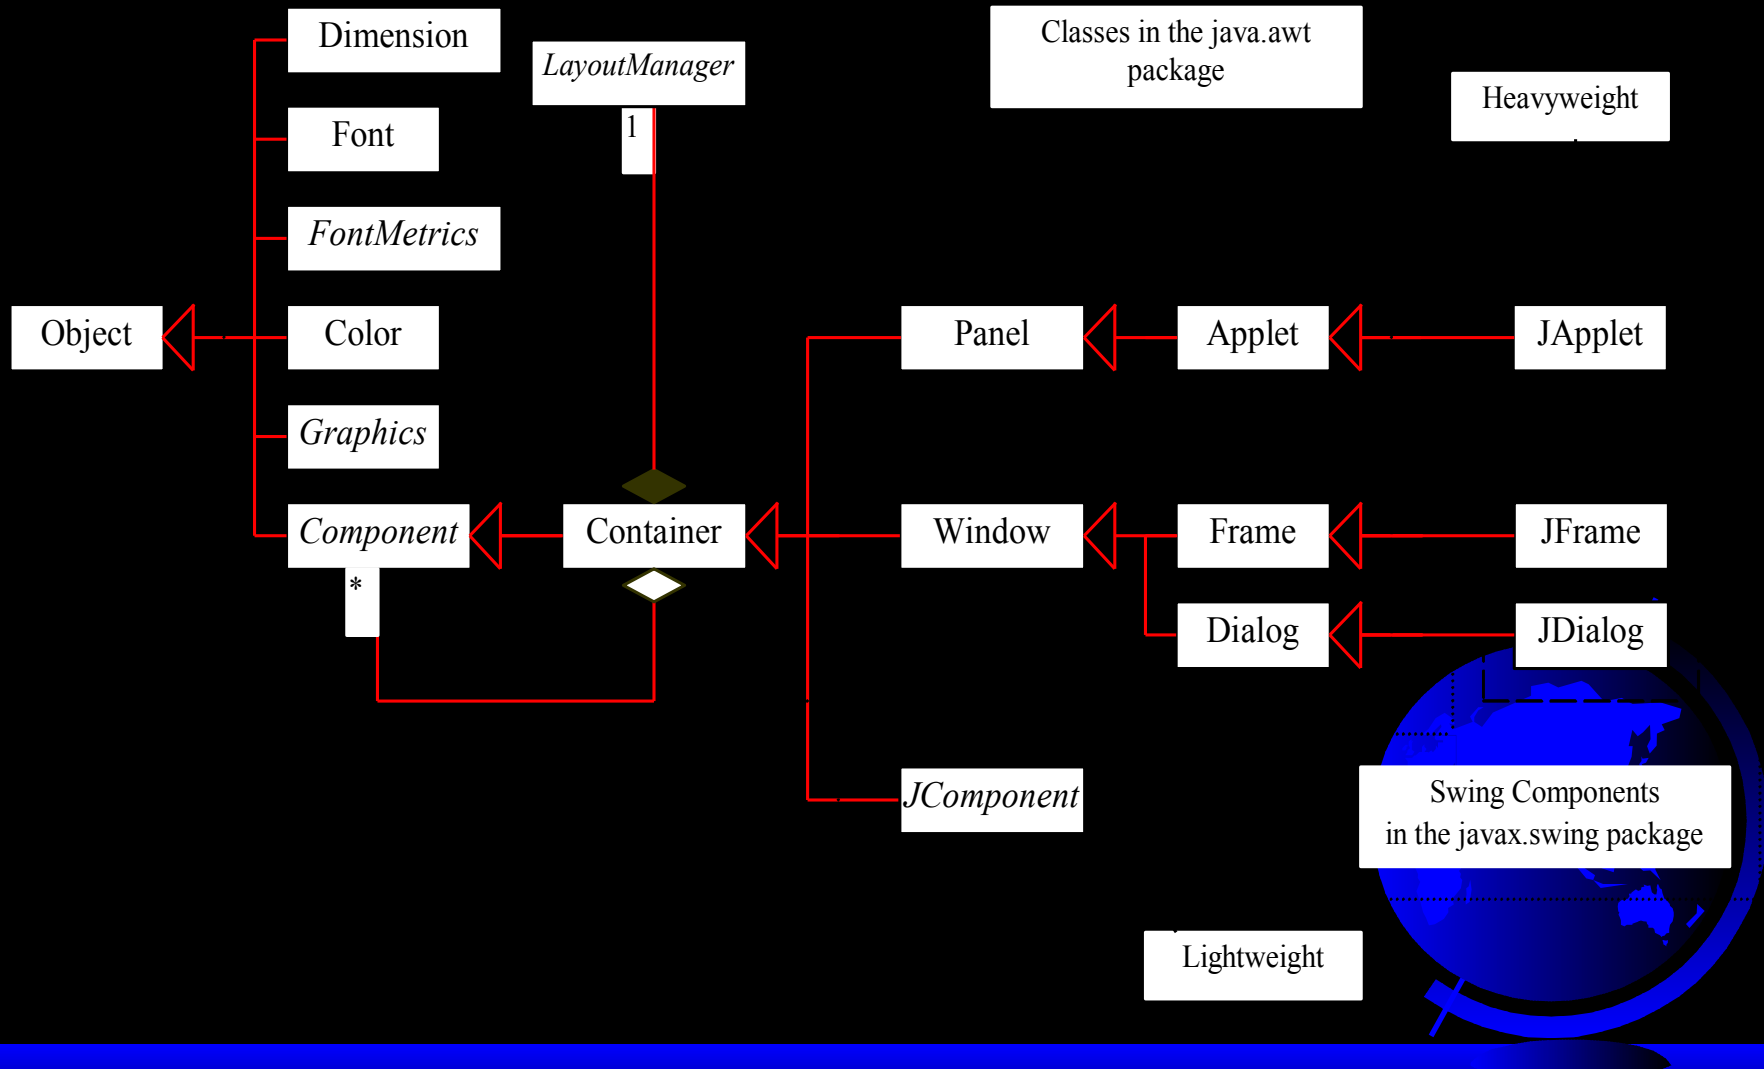 Dimension
LayoutManager
Classes in the java.awt
package
Heavyweight
Font
1
FontMetrics
Object
Color
Panel
Applet
JApplet
Graphics
Component
Container
Window
Frame
JFrame
*
Dialog
JDialog
JComponent
Swing Components
in the javax.swing package
Lightweight